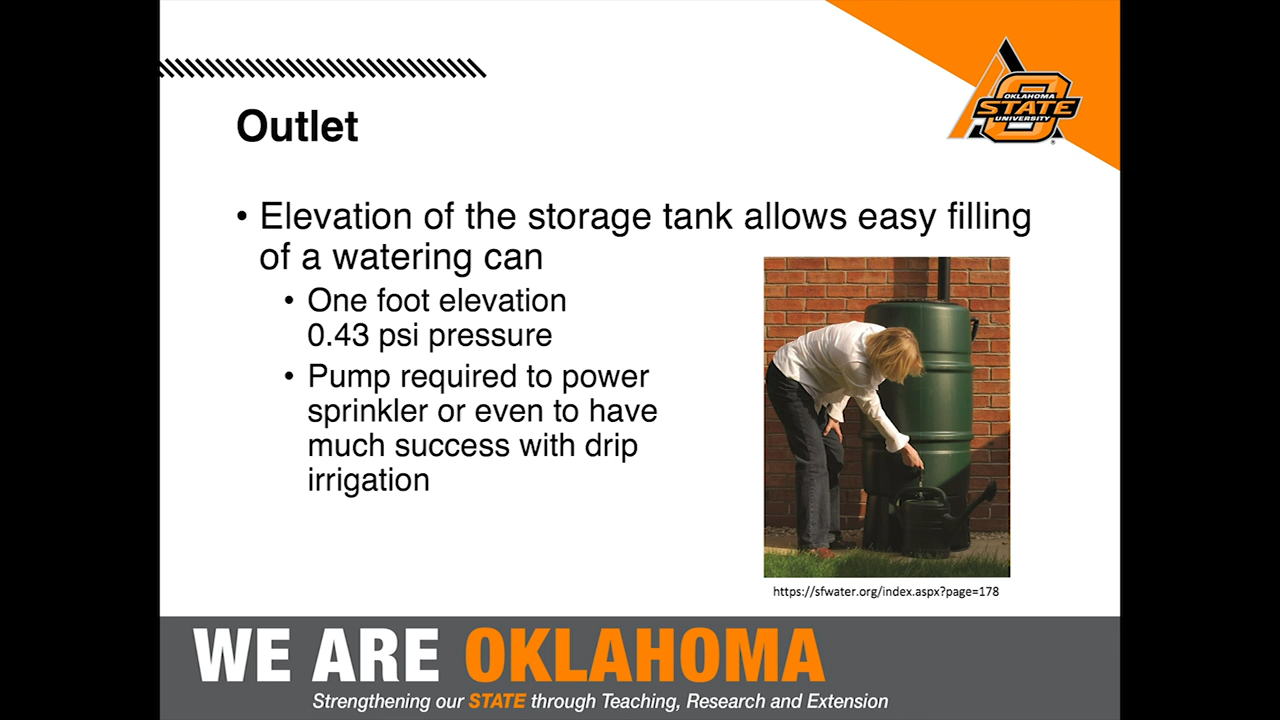 OKLAHOMA
STATE
UNIVERSITY
®
Outlet
• Elevation of the storage tank allows easy filling
of a watering can
• One foot elevation
0.43 psi pressure
• Pump required to power
sprinkler or even to have
much success with drip
irrigation
https://sfwater.org/index.aspx?page=178
WE ARE OKLAHOMA
Strengthening our STATE through Teaching, Research and Extension